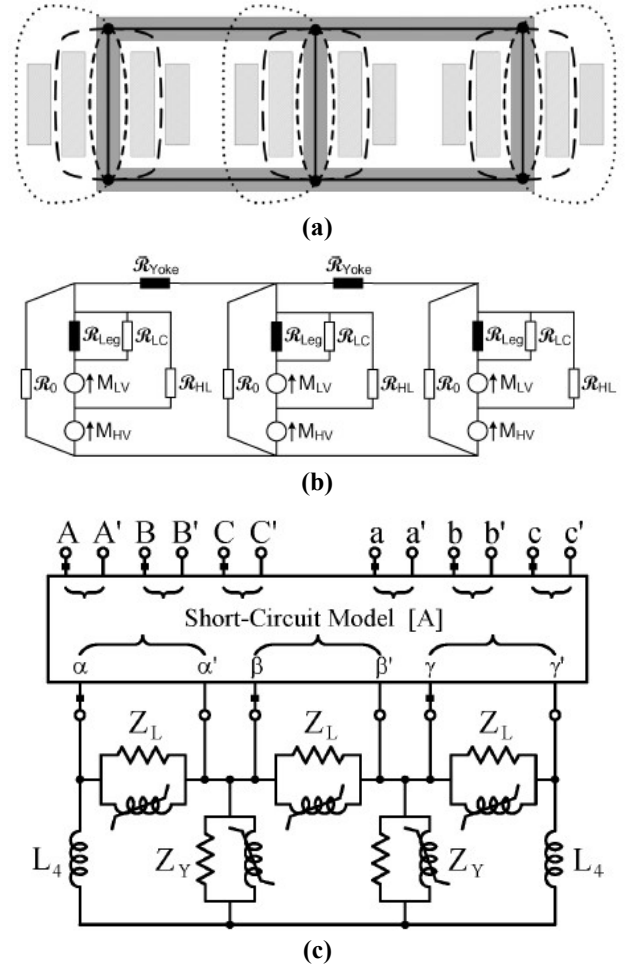 (a)
ℛYoke ℛYoke
ℛLeg ℛLC ℛLeg ℛLC ℛLeg ℛLC
ℛ0 MLV ℛHL ℛ0 MLV ℛHL ℛ0 MLV ℛHL
MHV MHV MHV
(b)
A A' B B' C C' a a' b b' c c'
Short-Circuit Model [A]
α α' β β' γ γ'
ZL ZL ZL
L4 ZY ZY L4
(c)